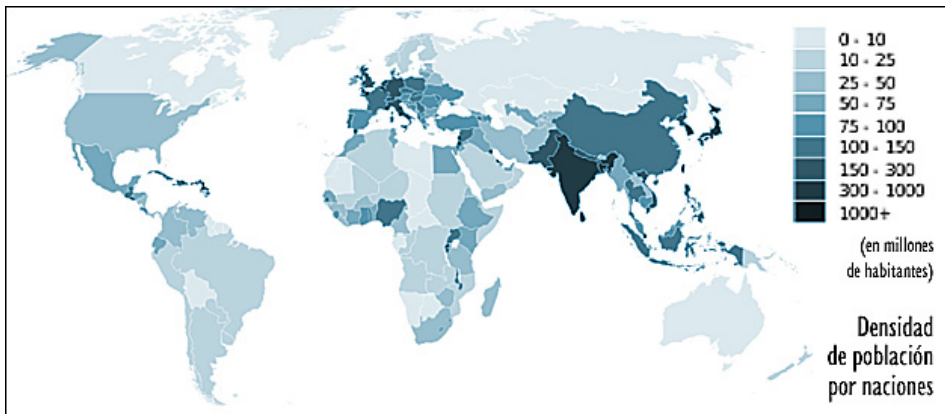 0 - 10
10 - 25
25 - 50
50 - 75
75 - 100
100 - 150
150 - 300
300 - 1000
1000+
(en millones
de habitantes)
Densidad
de población
por naciones